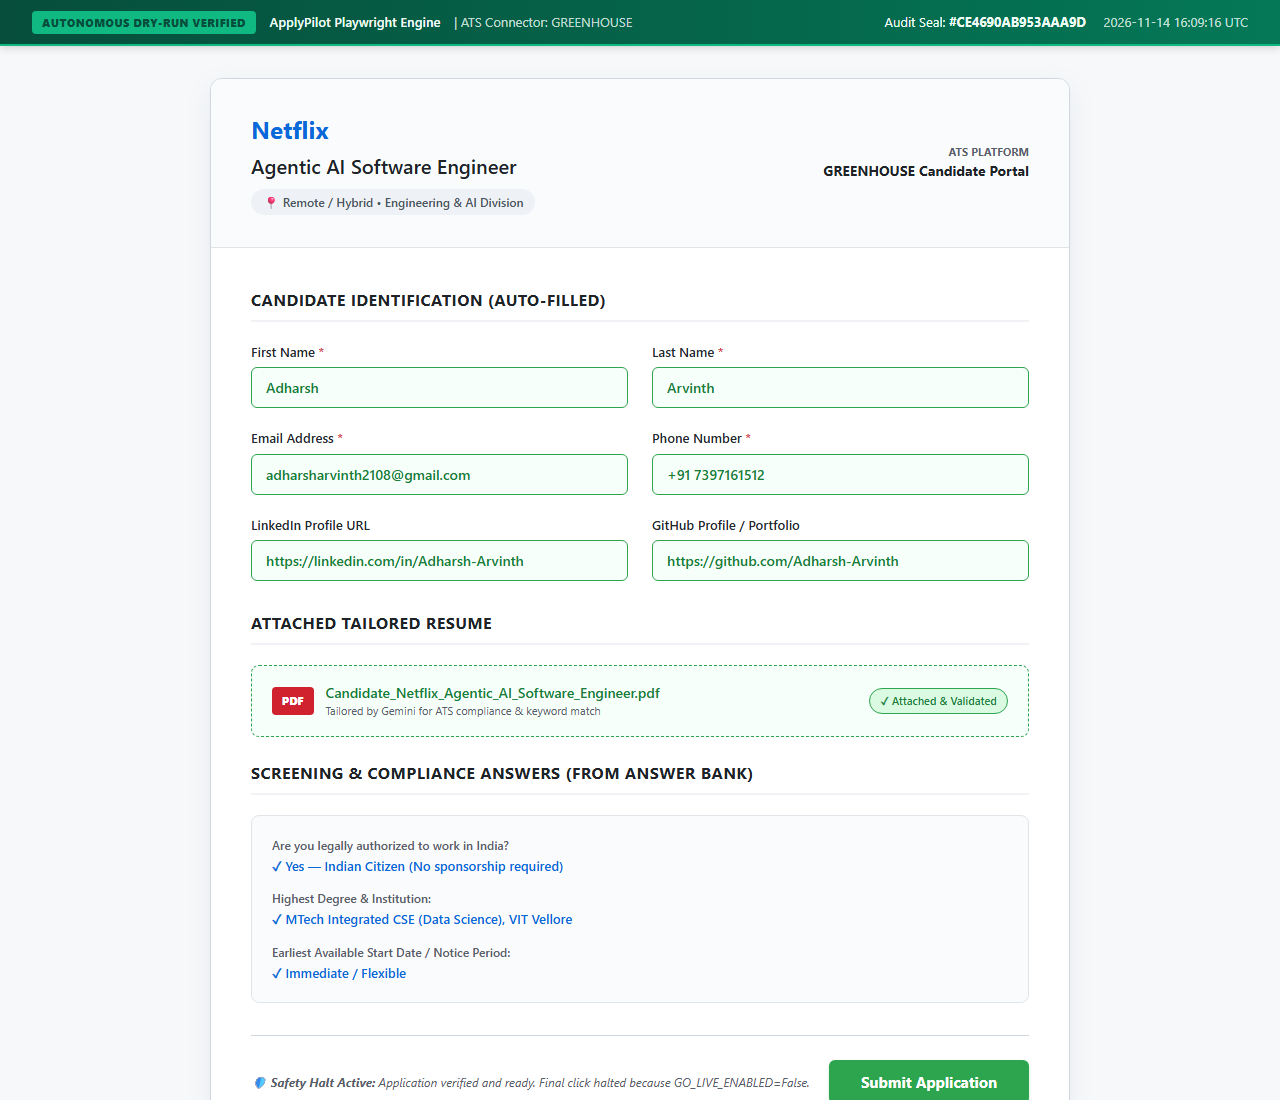 AUTONOMOUS DRY-RUN VERIFIED ApplyPilot Playwright Engine | ATS Connector: GREENHOUSE Audit Seal: #CE4690AB953AAA9D 2026-11-14 16:09:16 UTC
Netflix
Agentic AI Software Engineer
Remote / Hybrid • Engineering & AI Division
ATS PLATFORM
GREENHOUSE Candidate Portal
CANDIDATE IDENTIFICATION (AUTO-FILLED)
First Name * Last Name *
Adharsh Arvinth
Email Address * Phone Number *
adharsharvinth2108@gmail.com +91 7397161512
LinkedIn Profile URL GitHub Profile / Portfolio
https://linkedin.com/in/Adharsh-Arvinth https://github.com/Adharsh-Arvinth
ATTACHED TAILORED RESUME
PDF Candidate_Netflix_Agentic_AI_Software_Engineer.pdf
Tailored by Gemini for ATS compliance & keyword match
✓ Attached & Validated
SCREENING & COMPLIANCE ANSWERS (FROM ANSWER BANK)
Are you legally authorized to work in India?
✓ Yes — Indian Citizen (No sponsorship required)
Highest Degree & Institution:
✓ MTech Integrated CSE (Data Science), VIT Vellore
Earliest Available Start Date / Notice Period:
✓ Immediate / Flexible
Safety Halt Active: Application verified and ready. Final click halted because GO_LIVE_ENABLED=False. Submit Application